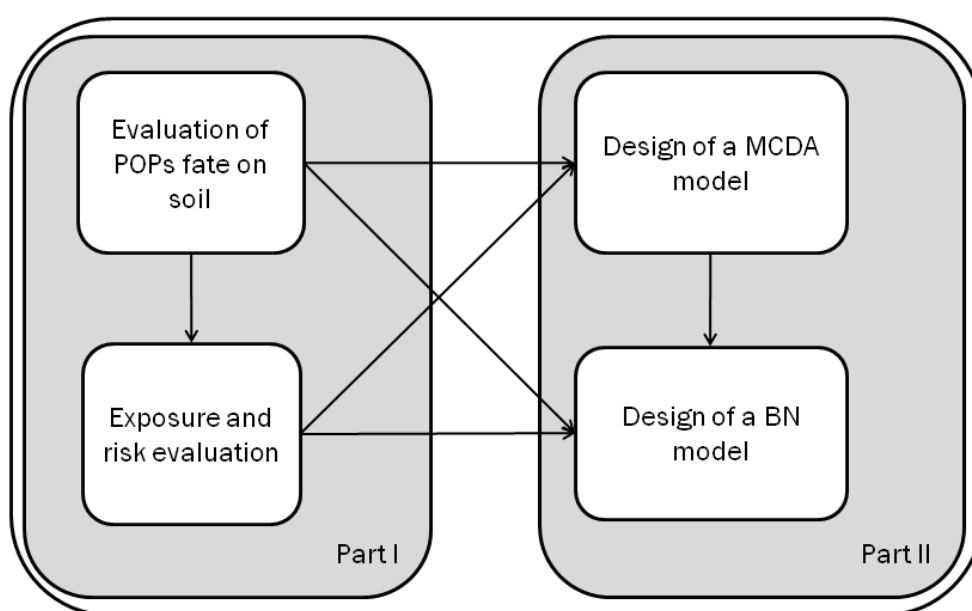 Evaluation of
POPs fate on
soil
Exposure and
risk evaluation
Part I
Design of a MCDA
model
Design of a BN
model
Part II